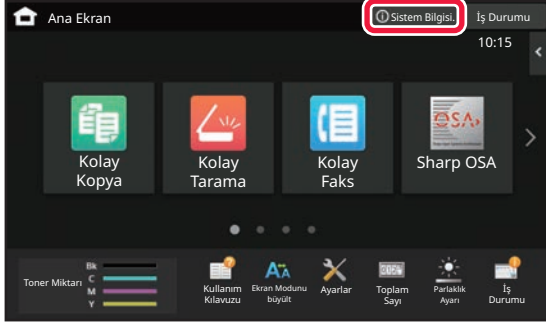 Ana Ekran
Sistem Bilgisi.
İş Durumu
10:15
Kolay
Kopya
Kolay
Tarama
Kolay
Faks
OSA
Sharp OSA
Toner Miktarı
Bk
C
M
Y
Kullanım
Kılavuzu
Ekran Modunu
büyült
Ayarlar
Toplam
Sayı
Parlaklık
Ayarı
İş
Durumu